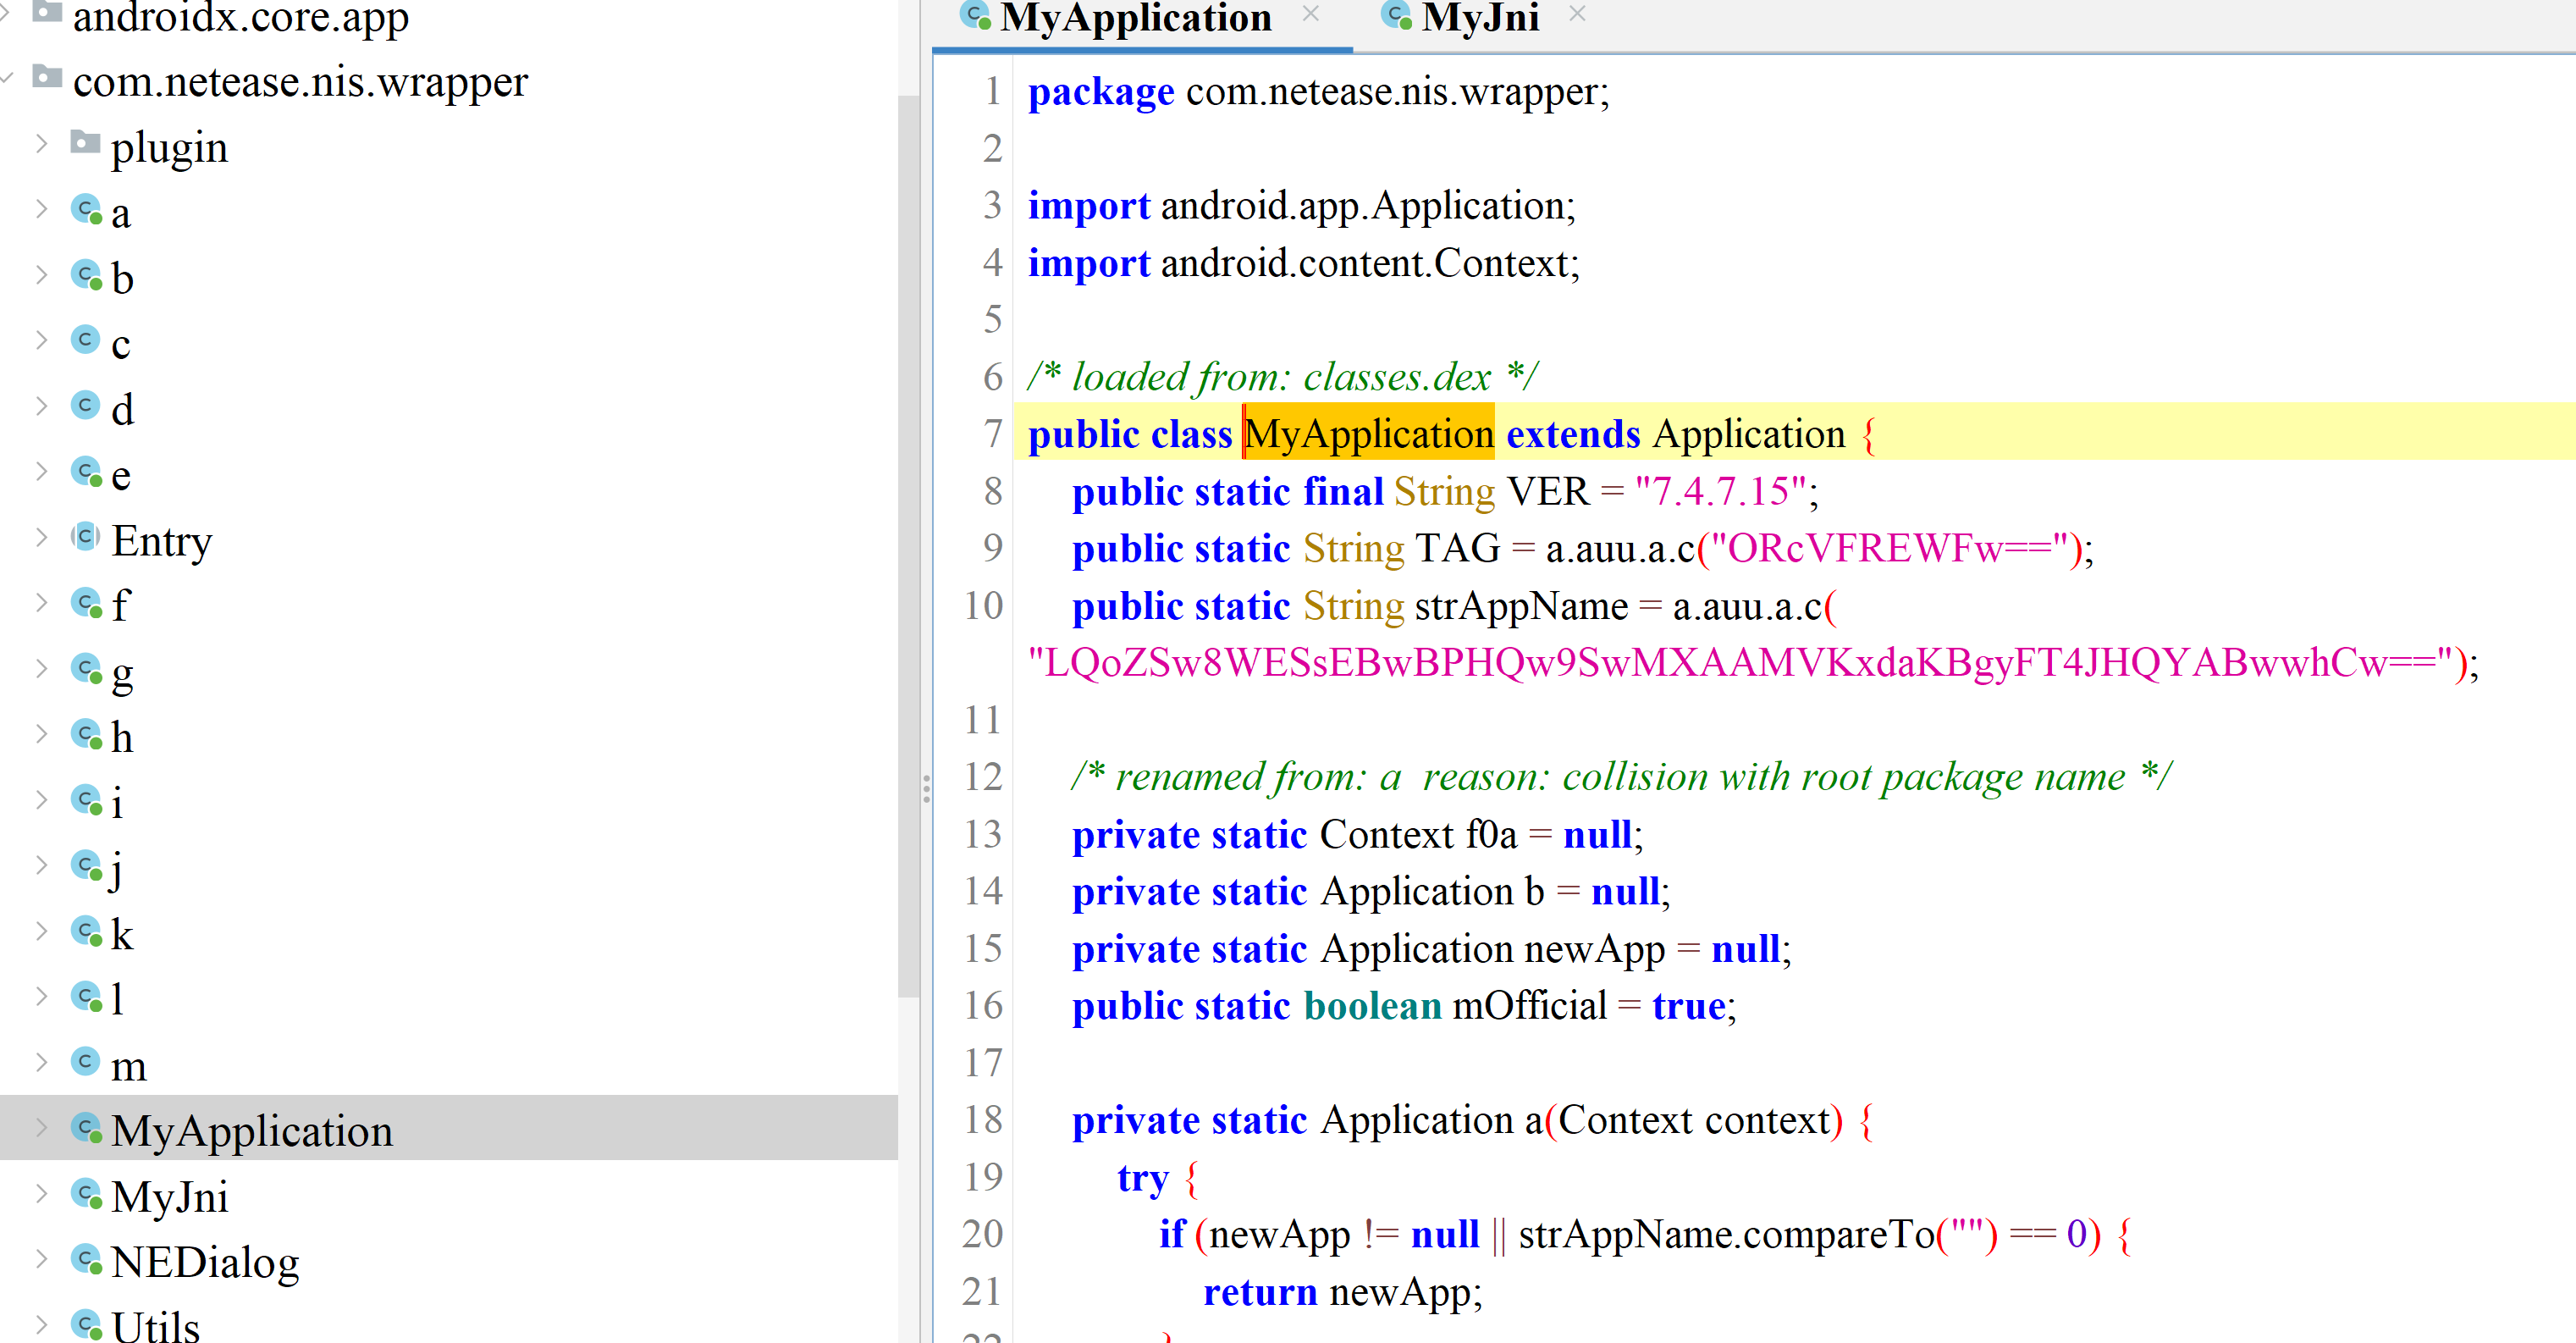 androidx.core.app
com.netease.nis.wrapper
plugin
a
b
c
d
e
Entry
f
g
h
i
j
k
l
m
MyApplication
MyJni
NEDialog
Utils
MyApplication × MyJni ×
1 package com.netease.nis.wrapper;
2
3 import android.app.Application;
4 import android.content.Context;
5
6 /* loaded from: classes.dex */
7 public class MyApplication extends Application {
8 public static final String VER = "7.4.7.15";
9 public static String TAG = a.auu.a.c("ORcVFREWFw==");
10 public static String strAppName = a.auu.a.c(
"LQoZSw8WESsEBwBPHQw9SwMXAAMVKxdaKBgyFT4JHQYABwwhCw==");
11
12 /* renamed from: a  reason: collision with root package name */
13 private static Context f0a = null;
14 private static Application b = null;
15 private static Application newApp = null;
16 public static boolean mOfficial = true;
17
18 private static Application a(Context context) {
19 try {
20 if (newApp != null || strAppName.compareTo("") == 0) {
21 return newApp;
22 }